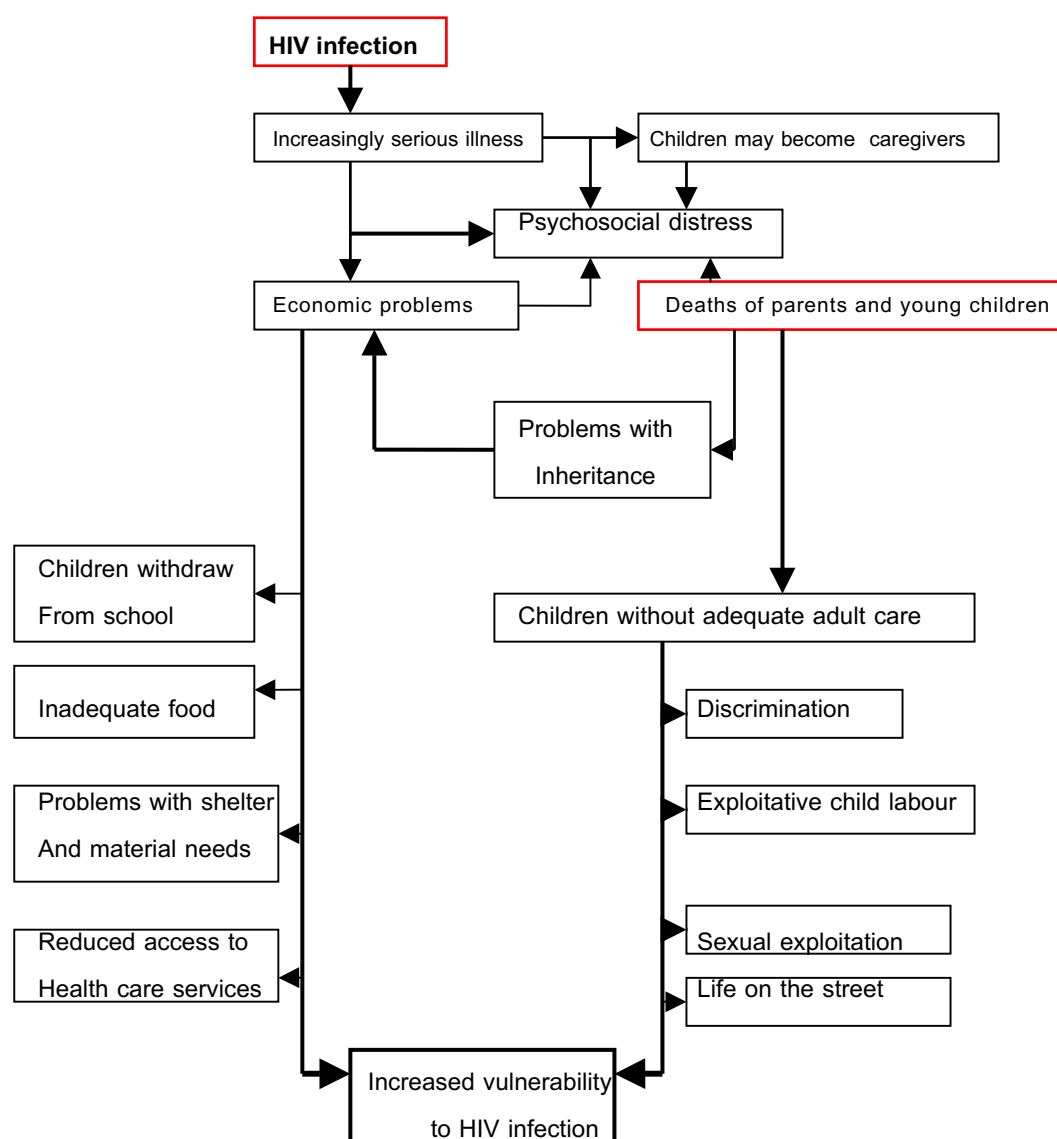 HIV infection
Increasingly serious illness
Children may become caregivers
Psychosocial distress
Economic problems
Deaths of parents and young children
Problems with
Inheritance
Children withdraw
From school
Children without adequate adult care
Inadequate food
Discrimination
Problems with shelter
And material needs
Exploitative child labour
Reduced access to
Health care services
Sexual exploitation
Life on the street
Increased vulnerability
to HIV infection